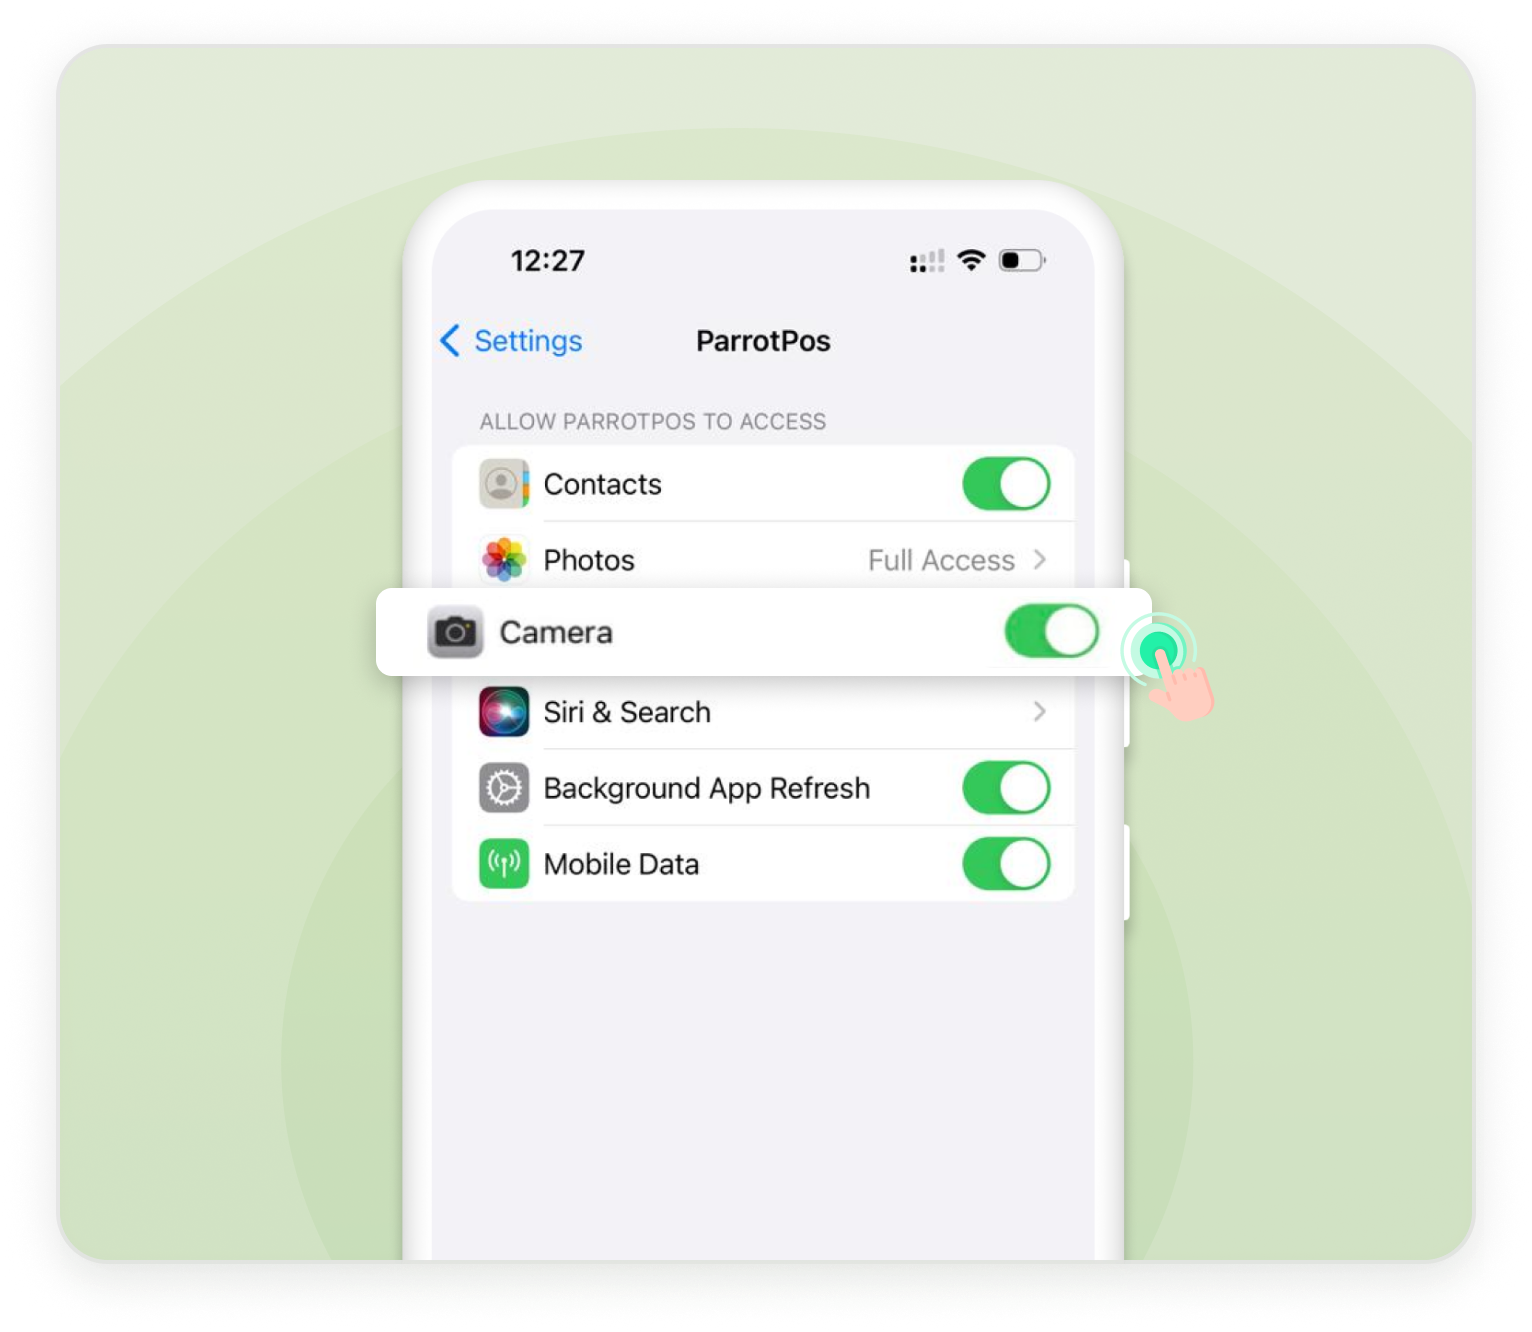 12:27
Settings
ParrotPos
ALLOW PARROTPOS TO ACCESS
Contacts
Photos Full Access
Camera
Siri & Search
Background App Refresh
Mobile Data